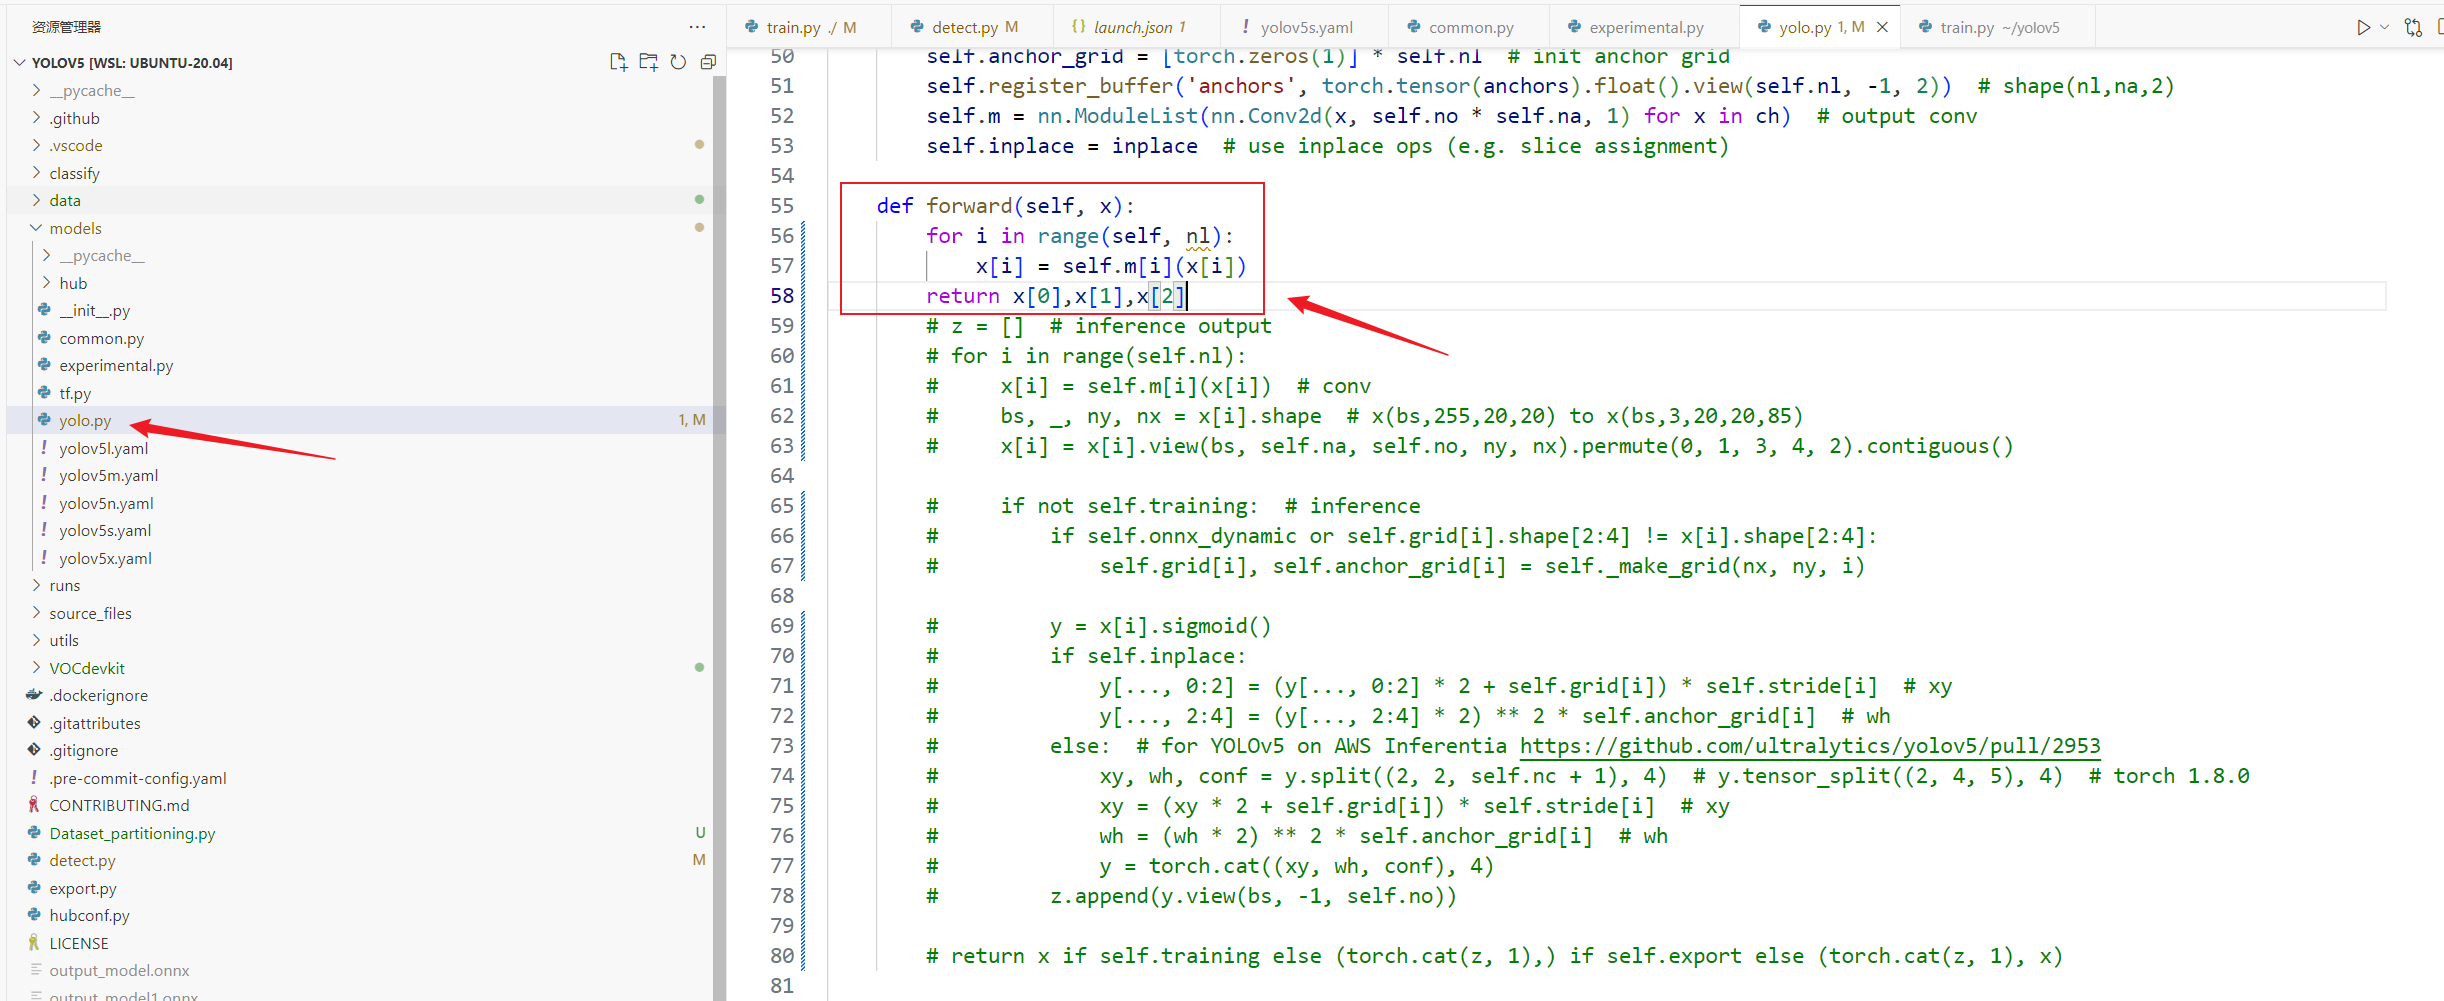 资源管理器
···
YOLOV5 [WSL: UBUNTU-20.04]
__pycache__
.github
.vscode
classify
data
models
__pycache__
hub
__init__.py
common.py
experimental.py
tf.py
yolo.py 1, M
yolov5l.yaml
yolov5m.yaml
yolov5n.yaml
yolov5s.yaml
yolov5x.yaml
runs
source_files
utils
VOCdevkit
.dockerignore
.gitattributes
.gitignore
.pre-commit-config.yaml
CONTRIBUTING.md
Dataset_partitioning.py U
detect.py M
export.py
hubconf.py
LICENSE
output_model.onnx
output_model1.onnx
train.py ./ M detect.py M launch.json 1 yolov5s.yaml common.py experimental.py yolo.py 1, M train.py ~/yolov5
50 self.anchor_grid = [torch.zeros(1)] * self.nl  # init anchor grid
51 self.register_buffer('anchors', torch.tensor(anchors).float().view(self.nl, -1, 2))  # shape(nl,na,2)
52 self.m = nn.ModuleList(nn.Conv2d(x, self.no * self.na, 1) for x in ch)  # output conv
53 self.inplace = inplace  # use inplace ops (e.g. slice assignment)
54
55 def forward(self, x):
56 for i in range(self, nl):
57 x[i] = self.m[i](x[i])
58 return x[0],x[1],x[2]
59 # z = []  # inference output
60 # for i in range(self.nl):
61 #     x[i] = self.m[i](x[i])  # conv
62 #     bs, _, ny, nx = x[i].shape  # x(bs,255,20,20) to x(bs,3,20,20,85)
63 #     x[i] = x[i].view(bs, self.na, self.no, ny, nx).permute(0, 1, 3, 4, 2).contiguous()
64
65 #     if not self.training:  # inference
66 #         if self.onnx_dynamic or self.grid[i].shape[2:4] != x[i].shape[2:4]:
67 #             self.grid[i], self.anchor_grid[i] = self._make_grid(nx, ny, i)
68
69 #         y = x[i].sigmoid()
70 #         if self.inplace:
71 #             y[..., 0:2] = (y[..., 0:2] * 2 + self.grid[i]) * self.stride[i]  # xy
72 #             y[..., 2:4] = (y[..., 2:4] * 2) ** 2 * self.anchor_grid[i]  # wh
73 #         else:  # for YOLOv5 on AWS Inferentia https://github.com/ultralytics/yolov5/pull/2953
74 #             xy, wh, conf = y.split((2, 2, self.nc + 1), 4)  # y.tensor_split((2, 4, 5), 4)  # torch 1.8.0
75 #             xy = (xy * 2 + self.grid[i]) * self.stride[i]  # xy
76 #             wh = (wh * 2) ** 2 * self.anchor_grid[i]  # wh
77 #             y = torch.cat((xy, wh, conf), 4)
78 #         z.append(y.view(bs, -1, self.no))
79
80 # return x if self.training else (torch.cat(z, 1),) if self.export else (torch.cat(z, 1), x)
81